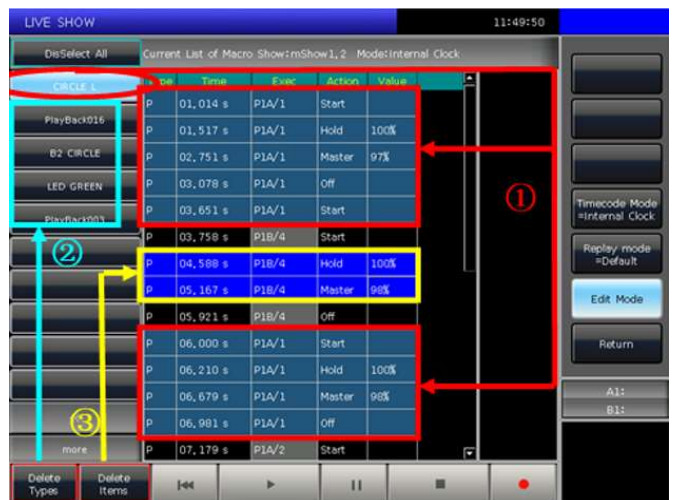 LIVE SHOW
11:49:50
DisSelect All
Current List of Macro Show:mShow1,2 Mode:Internal Clock
CIRCLE L
PlayBack016
B2 CIRCLE
LED GREEN
PlayBack003
more
Time Exec Action Value
P 01,014 s P1A/1 Start
P 01,517 s P1A/1 Hold 100%
P 02,751 s P1A/1 Master 97%
P 03,078 s P1A/1 Off
P 03,651 s P1A/1 Start
P 03,758 s P1B/4 Start
P 04,588 s P1B/4 Hold 100%
P 05,167 s P1B/4 Master 98%
P 05,921 s P1B/4 Off
P 06,000 s P1A/1 Start
P 06,210 s P1A/1 Hold 100%
P 06,679 s P1A/1 Master 98%
P 06,981 s P1A/1 Off
P 07,179 s P1A/2 Start
①
②
③
Timecode Mode
=Internal Clock
Replay mode
=Default
Edit Mode
Return
A1:
B1:
Delete
Types
Delete
Items